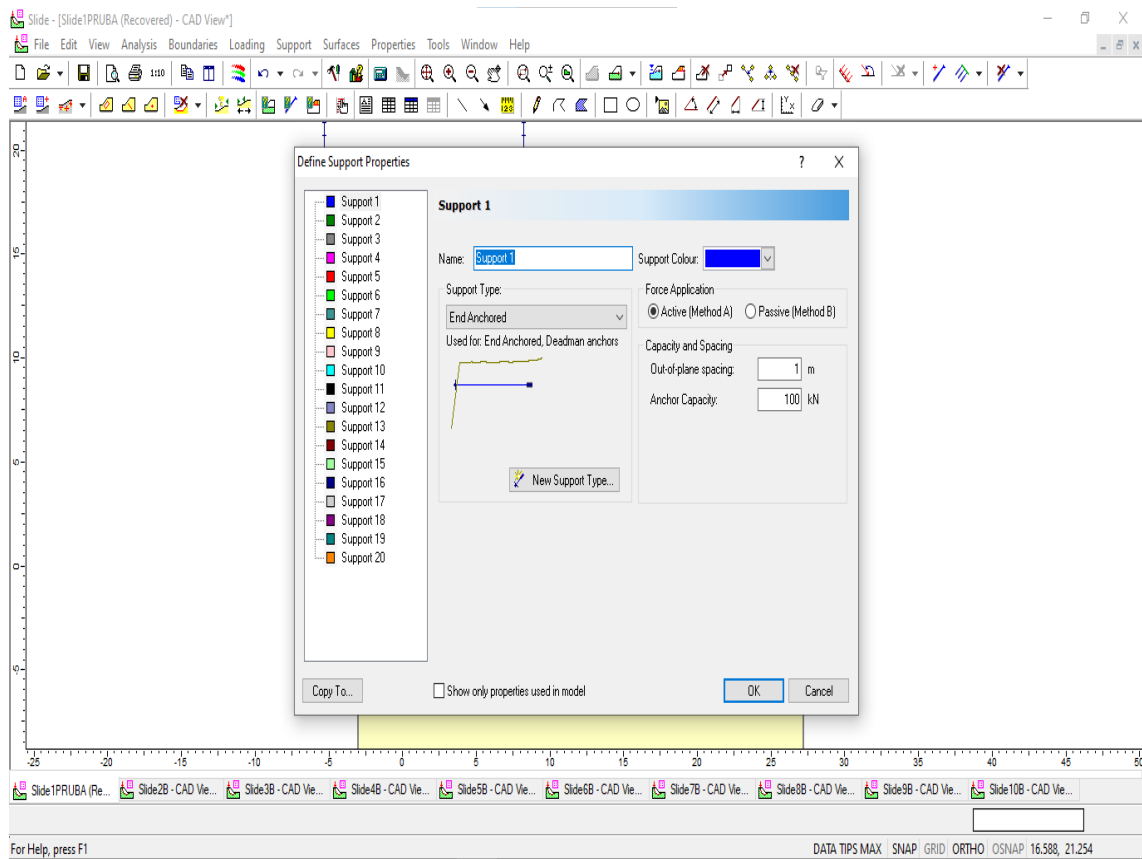 Slide - [Slide1PRUBA (Recovered) - CAD View*]
File Edit View Analysis Boundaries Loading Support Surfaces Properties Tools Window Help
1:10
123
Define Support Properties ? X
Support 1
Support 2
Support 3
Support 4
Support 5
Support 6
Support 7
Support 8
Support 9
Support 10
Support 11
Support 12
Support 13
Support 14
Support 15
Support 16
Support 17
Support 18
Support 19
Support 20
Support 1
Name: Support 1 Support Colour:
Support Type:
End Anchored
Used for: End Anchored, Deadman anchors
New Support Type...
Force Application
Active (Method A) Passive (Method B)
Capacity and Spacing
Out-of-plane spacing: 1 m
Anchor Capacity: 100 kN
Copy To... Show only properties used in model OK Cancel
20
15
10
5
0
-5
-25 -20 -15 -10 -5 0 5 10 15 20 25 30 35 40 45 50
Slide1PRUBA (Re... Slide2B - CAD Vie... Slide3B - CAD Vie... Slide4B - CAD Vie... Slide5B - CAD Vie... Slide6B - CAD Vie... Slide7B - CAD Vie... Slide8B - CAD Vie... Slide9B - CAD Vie... Slide10B - CAD Vie...
For Help, press F1 DATA TIPS MAX SNAP GRID ORTHO OSNAP 16.588, 21.254